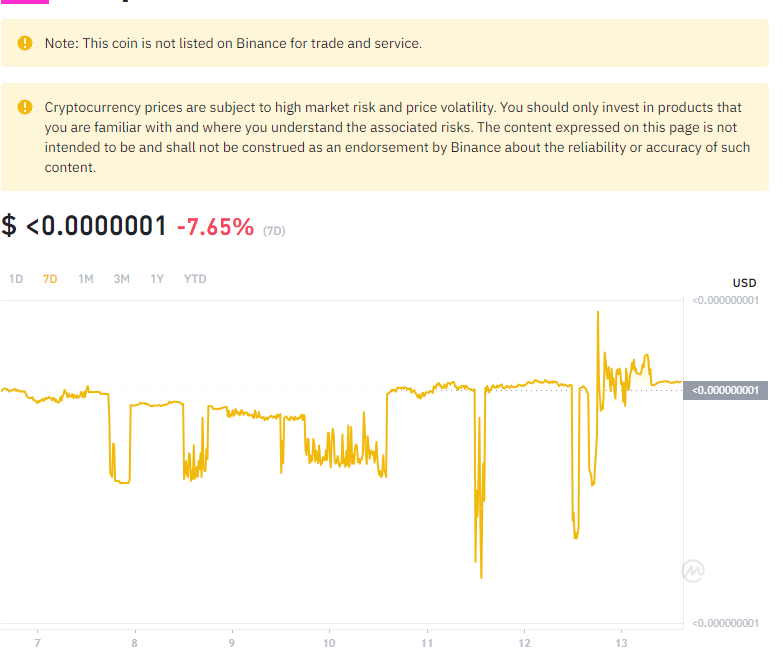 Note: This coin is not listed on Binance for trade and service.
Cryptocurrency prices are subject to high market risk and price volatility. You should only invest in products that
you are familiar with and where you understand the associated risks. The content expressed on this page is not
intended to be and shall not be construed as an endorsement by Binance about the reliability or accuracy of such
content.
$ <0.0000001 -7.65% (7D)
1D 7D 1M 3M 1Y YTD
USD
<0.000000001
<0.000000001
<0.000000001
7 8 9 10 11 12 13